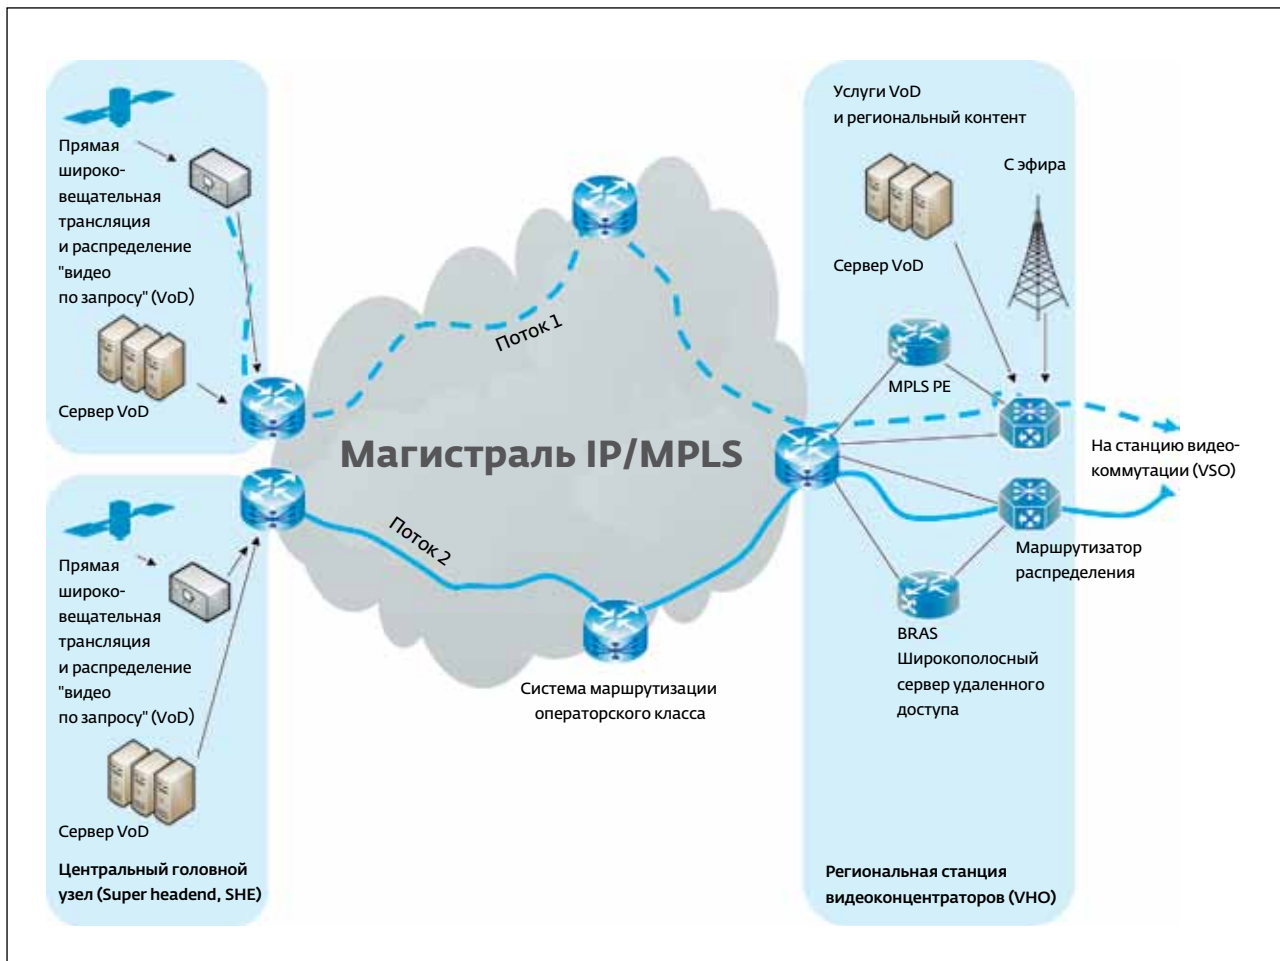 Прямая
широко-
вещательная
трансляция
и распределение
"видео
по запросу" (VoD)
Сервер VoD
Прямая
широко-
вещательная
трансляция
и распределение
"видео
по запросу" (VoD)
Сервер VoD
Центральный головной
узел (Super headend, SHE)
Поток 1
Магистраль IP/MPLS
Поток 2
Система маршрутизации
операторского класса
Услуги VoD
и региональный контент
С эфира
Сервер VoD
MPLS PE
На станцию видео-
коммутации (VSO)
Маршрутизатор
распределения
BRAS
Широкополосный
сервер удаленного
доступа
Региональная станция
видеоконцентраторов (VHO)